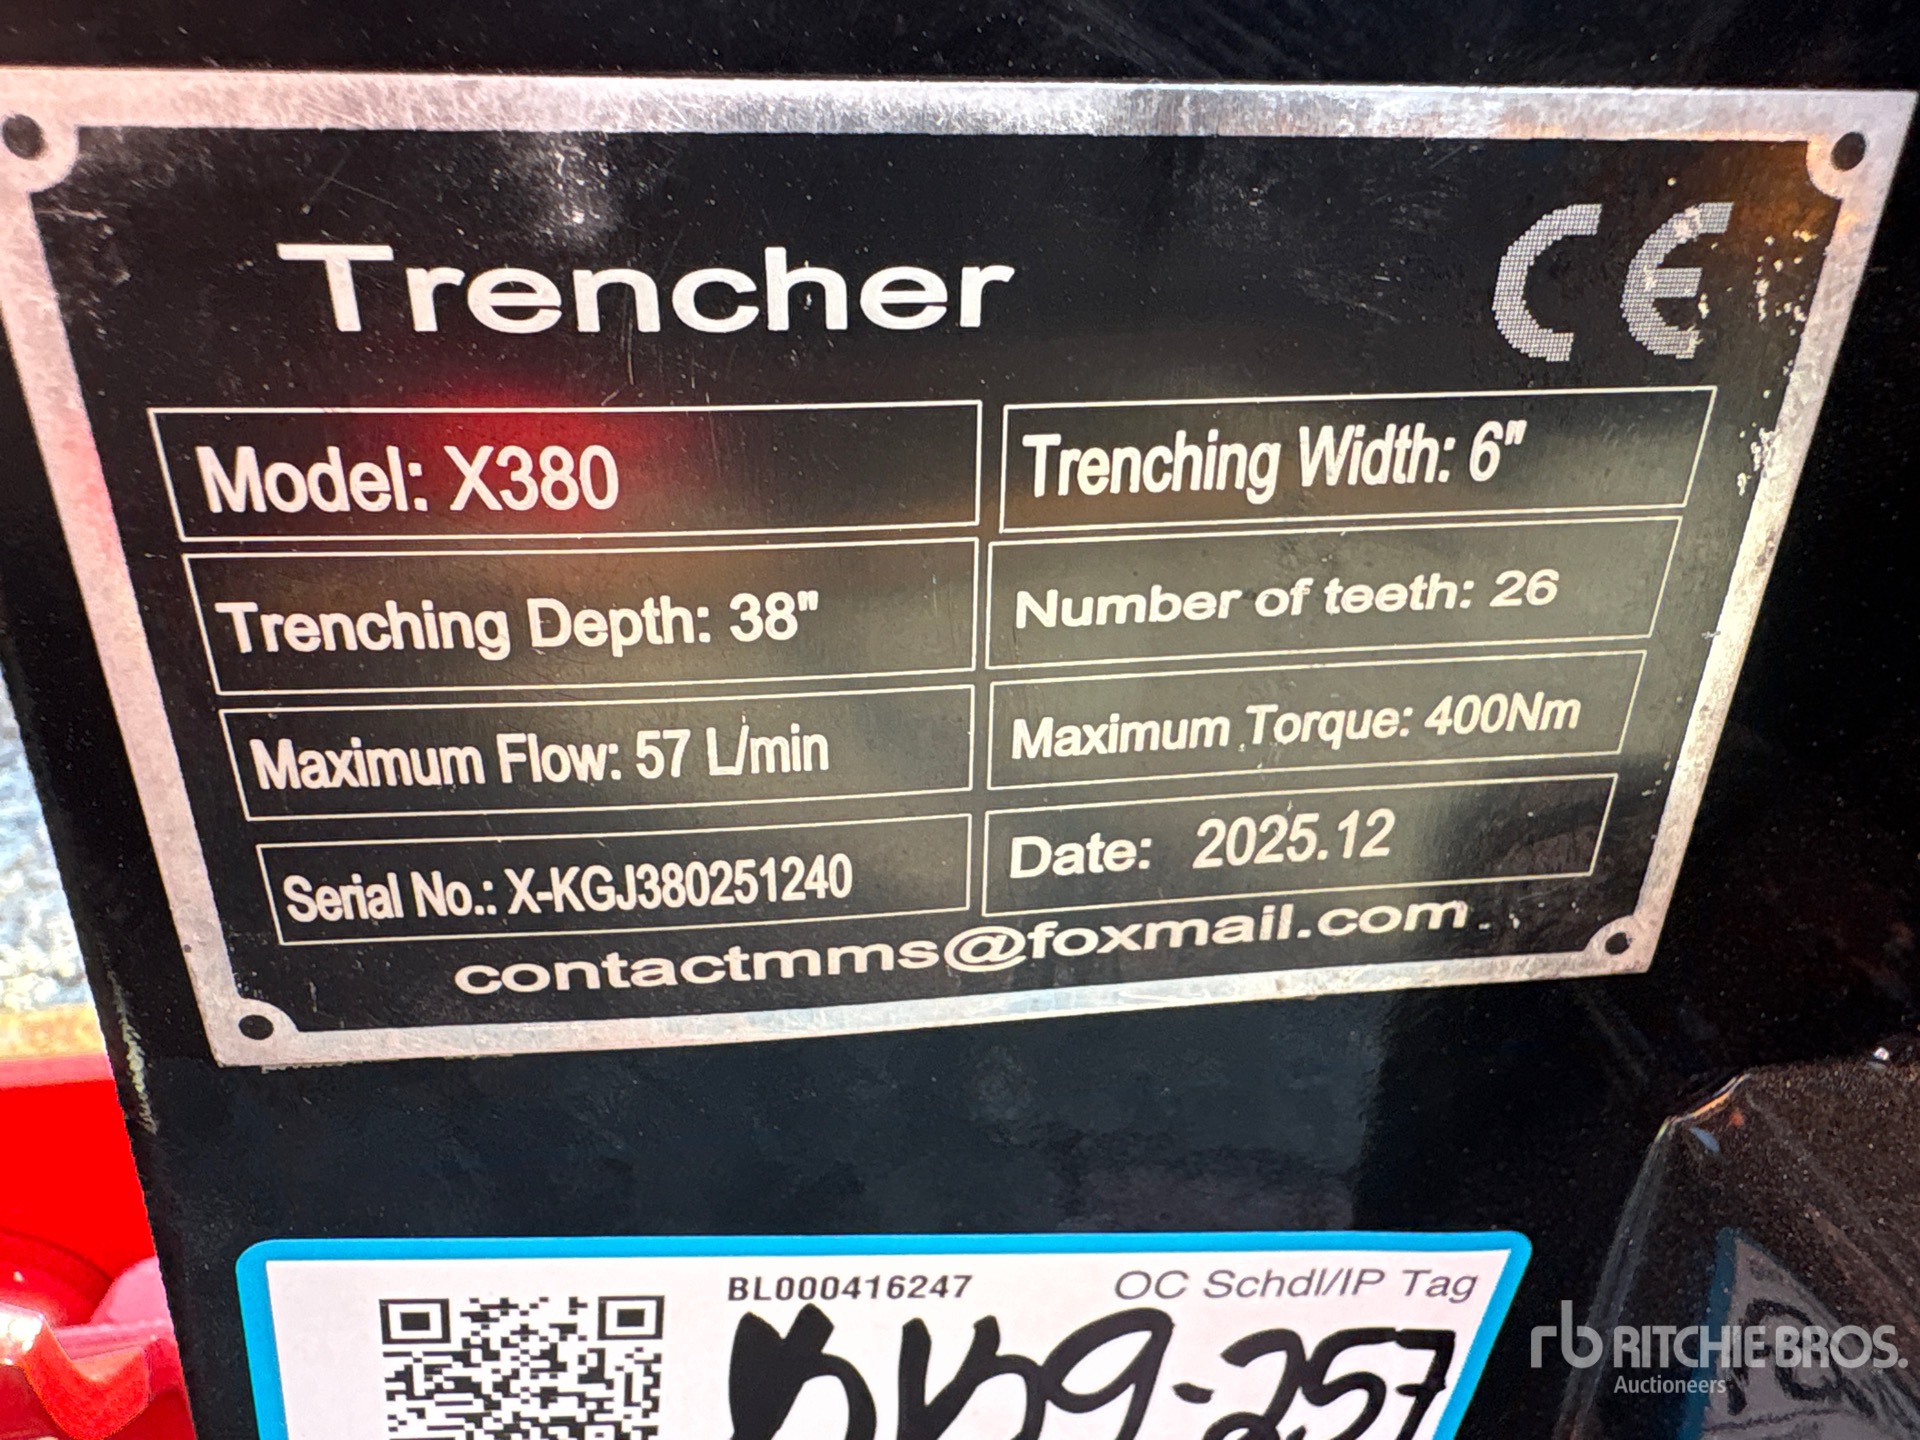 Trencher CE
Model: X380
Trenching Width: 6"
Trenching Depth: 38"
Number of teeth: 26
Maximum Flow: 57 L/min
Maximum Torque: 400Nm
Serial No.: X-KGJ380251240
Date: 2025.12
contactmms@foxmail.com
BL000416247
OC Schdl/IP Tag
rb RITCHIE BROS.
Auctioneers